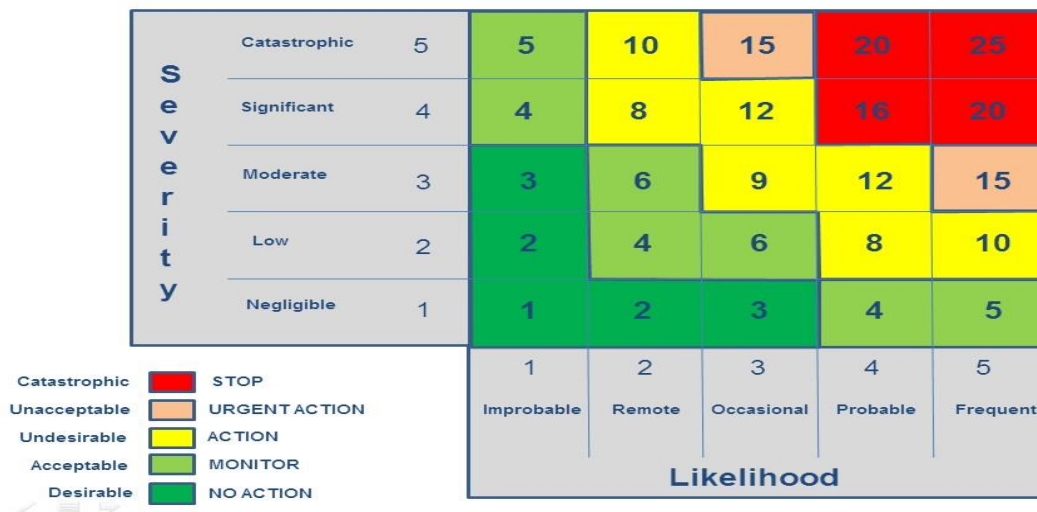 Severity
Catastrophic 5 5 10 15 20 25
Significant 4 4 8 12 16 20
Moderate 3 3 6 9 12 15
Low 2 2 4 6 8 10
Negligible 1 1 2 3 4 5
1 2 3 4 5
Improbable Remote Occasional Probable Frequent
Likelihood
Catastrophic STOP
Unacceptable URGENT ACTION
Undesirable ACTION
Acceptable MONITOR
Desirable NO ACTION